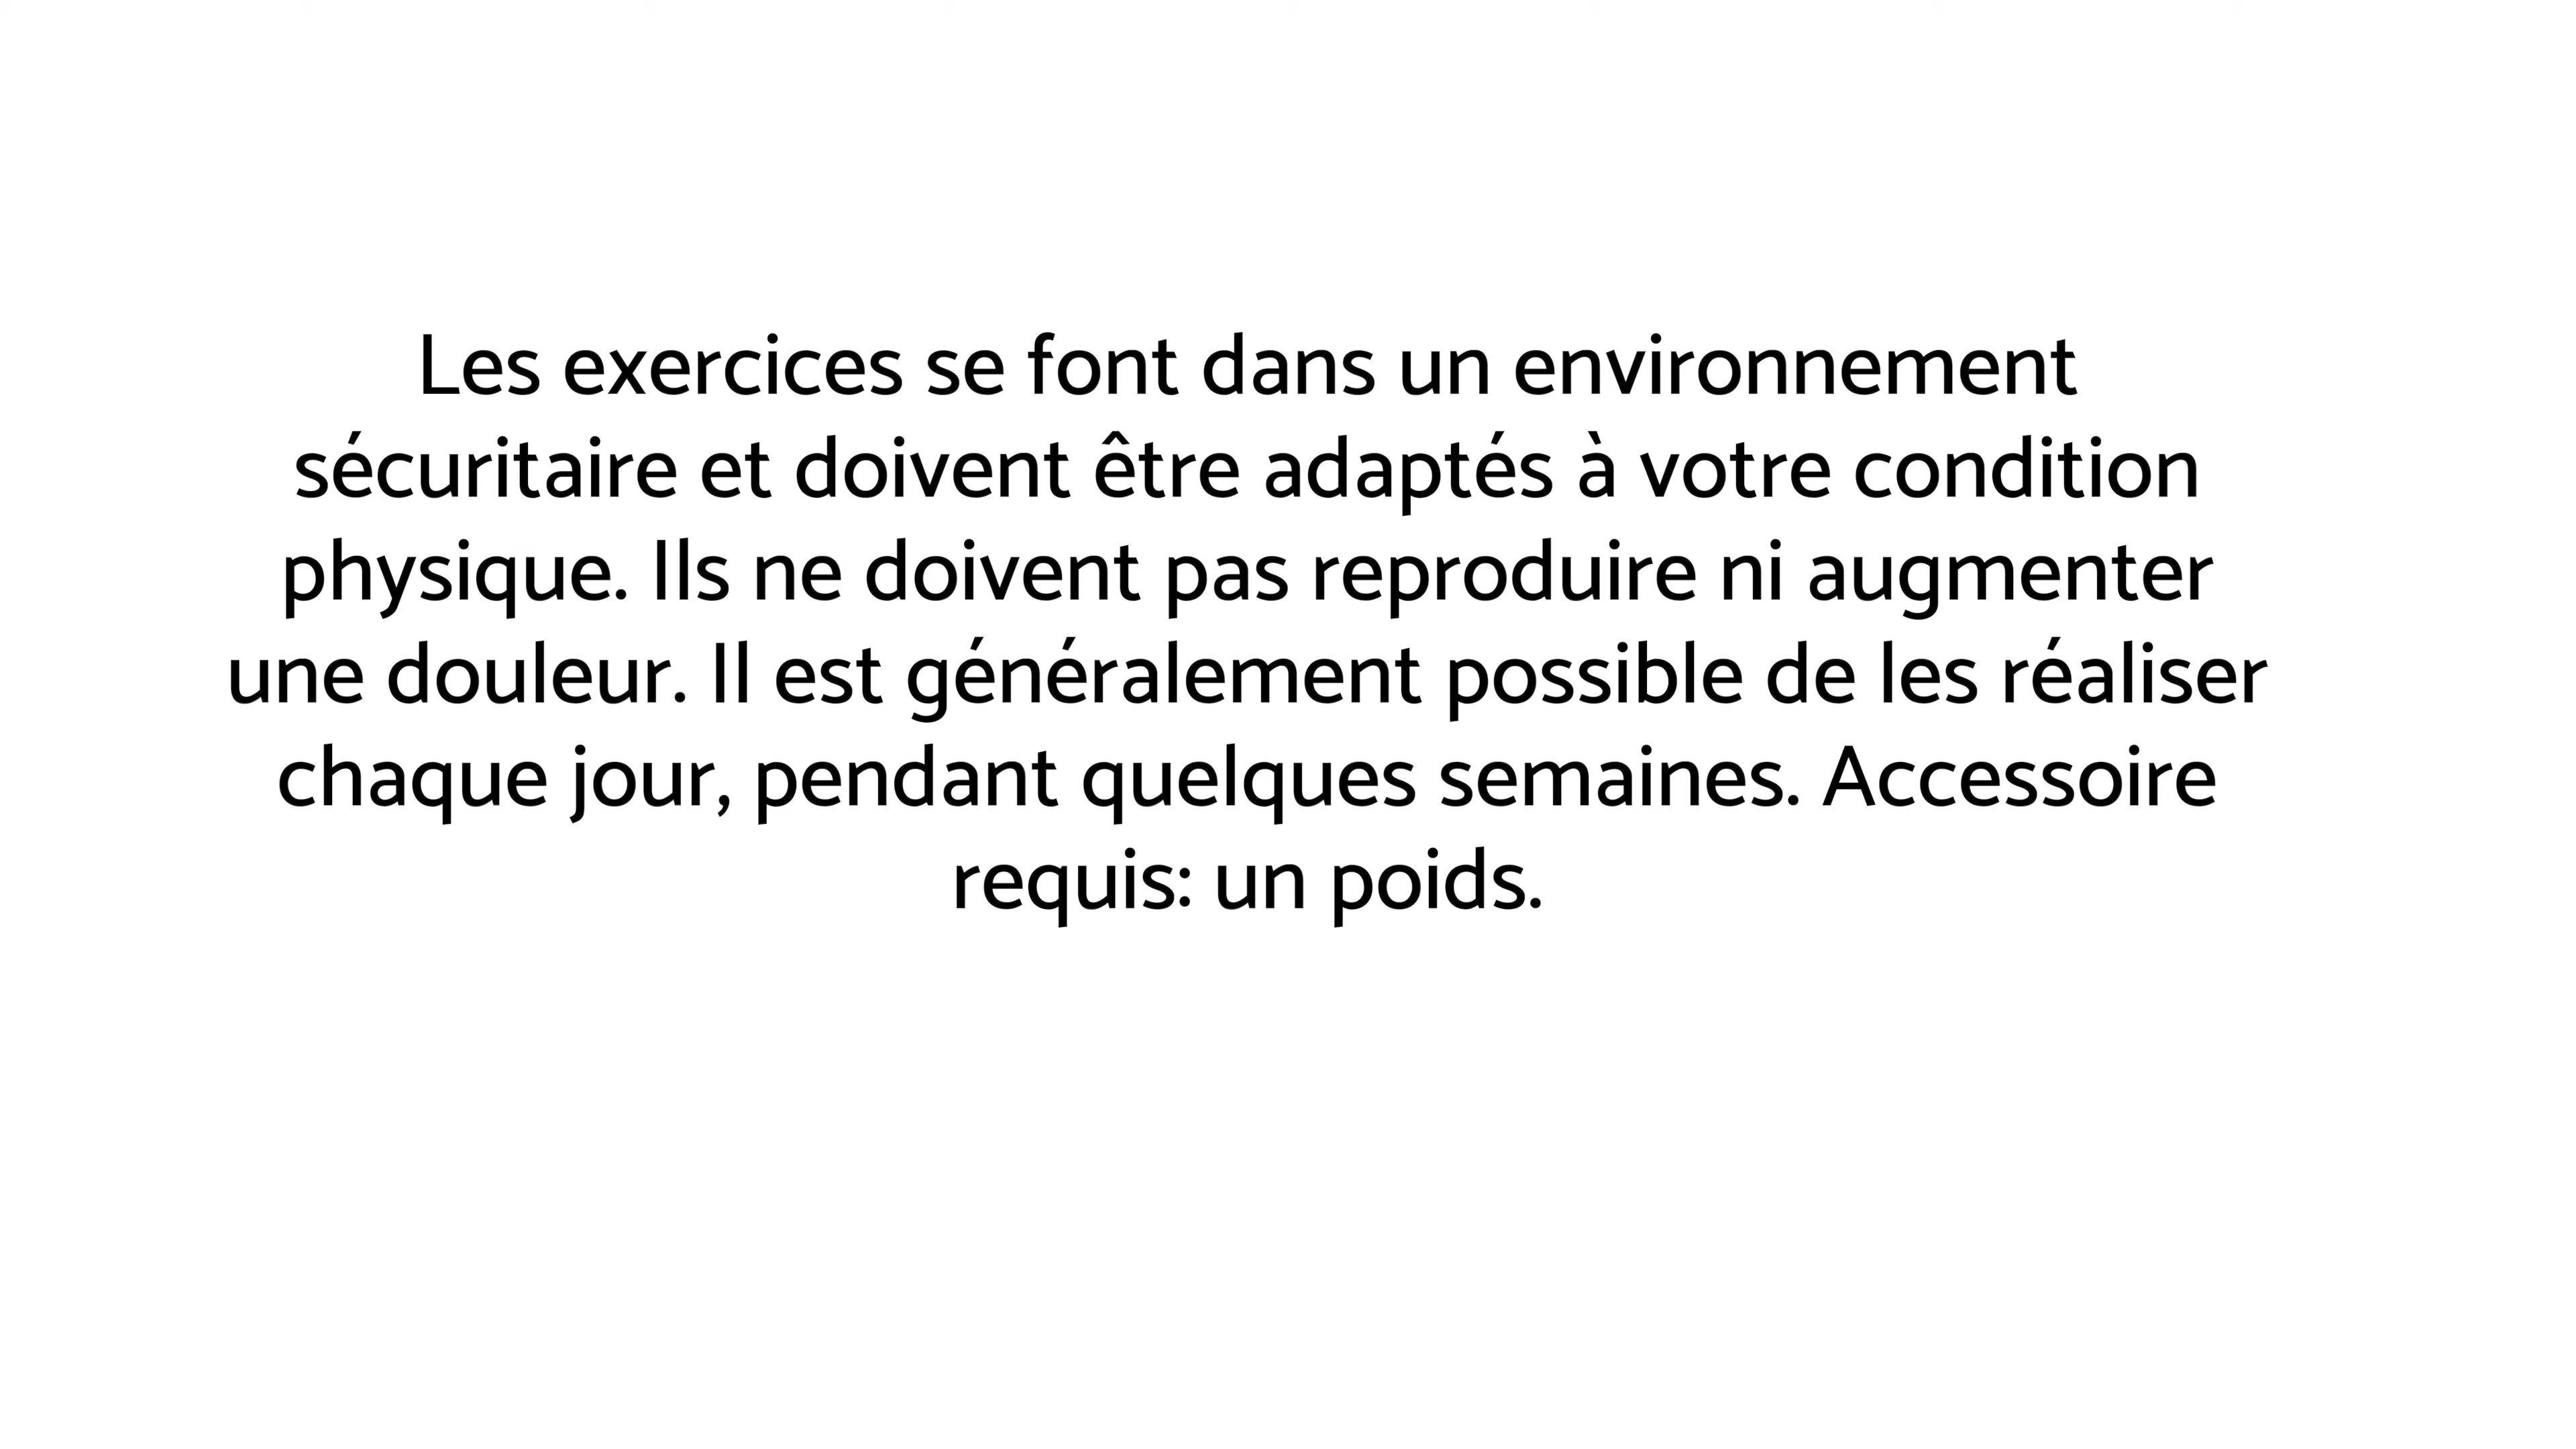 Les exercices se font dans un environnement
sécuritaire et doivent être adaptés à votre condition
physique. Ils ne doivent pas reproduire ni augmenter
une douleur. Il est généralement possible de les réaliser
chaque jour, pendant quelques semaines. Accessoire
requis: un poids.